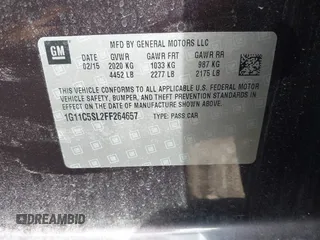 GM
MFD BY GENERAL MOTORS LLC
DATE GVWR GAWR FRT GAWR RR
02/15 2020 KG 1033 KG 987 KG
4452 LB 2277 LB 2175 LB
THIS VEHICLE CONFORMS TO ALL APPLICABLE U.S. FEDERAL MOTOR
VEHICLE SAFETY, BUMPER, AND THEFT PREVENTION STANDARDS IN
EFFECT ON THE DATE OF MANUFACTURE SHOWN ABOVE.
1G11C5SL2FF264657 TYPE: PASS CAR
DREAMBID